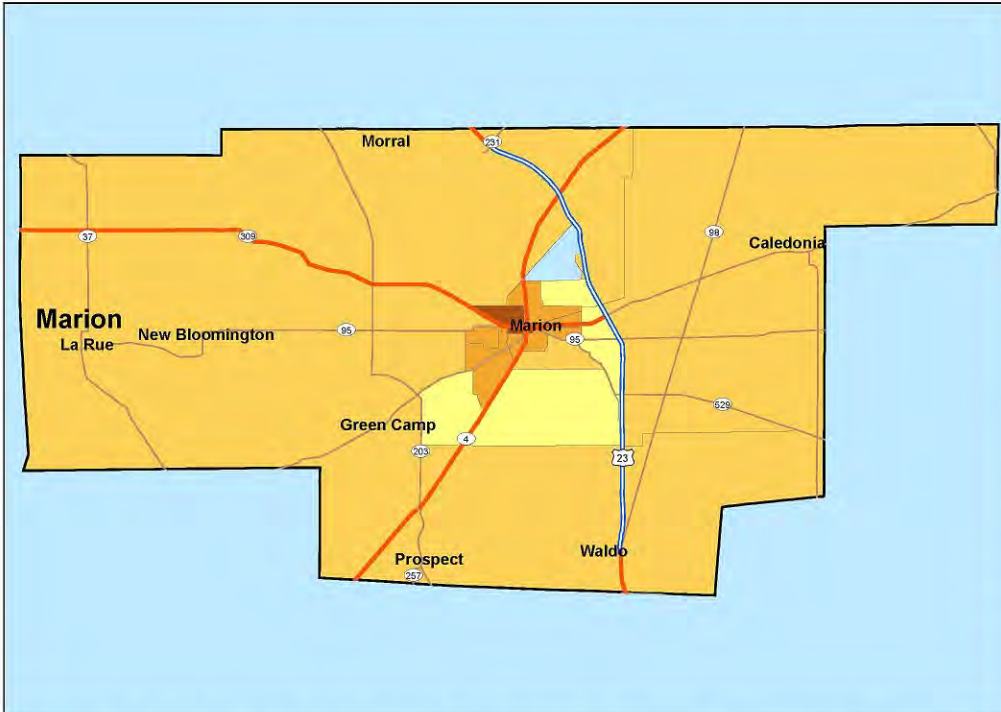 Morral
231
37
309
98
Caledonia
Marion
La Rue
New Bloomington
95
Marion
95
529
Green Camp
4
203
23
Prospect
257
Waldo